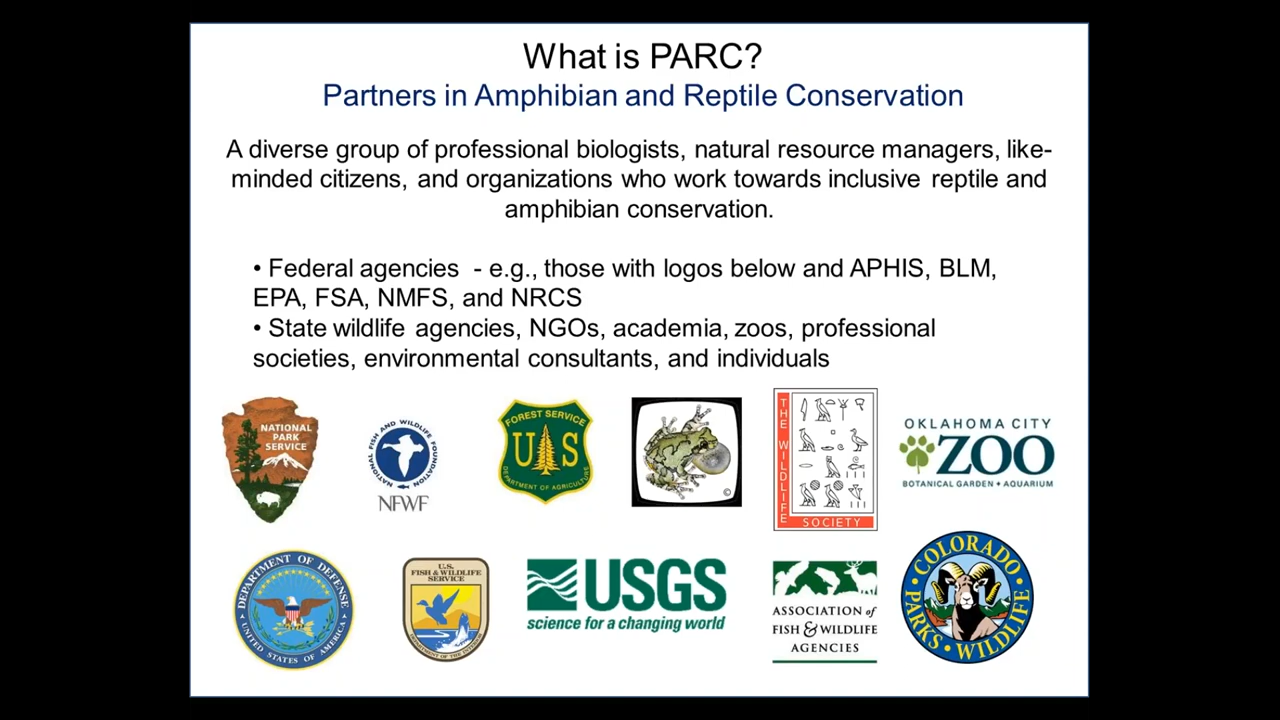 What is PARC?
Partners in Amphibian and Reptile Conservation
A diverse group of professional biologists, natural resource managers, like-
minded citizens, and organizations who work towards inclusive reptile and
amphibian conservation.
• Federal agencies - e.g., those with logos below and APHIS, BLM,
EPA, FSA, NMFS, and NRCS
• State wildlife agencies, NGOs, academia, zoos, professional
societies, environmental consultants, and individuals
NATIONAL
PARK
SERVICE
NATIONAL FISH AND WILDLIFE FOUNDATION
NFWF
FOREST SERVICE
U S
DEPARTMENT OF AGRICULTURE
©
THE WILDLIFE
SOCIETY
OKLAHOMA CITY
ZOO
BOTANICAL GARDEN • AQUARIUM
DEPARTMENT OF DEFENSE
UNITED STATES OF AMERICA
U.S.
FISH & WILDLIFE
SERVICE
DEPARTMENT OF THE INTERIOR
USGS
science for a changing world
ASSOCIATION of
FISH & WILDLIFE
AGENCIES
COLORADO
PARKS • WILDLIFE